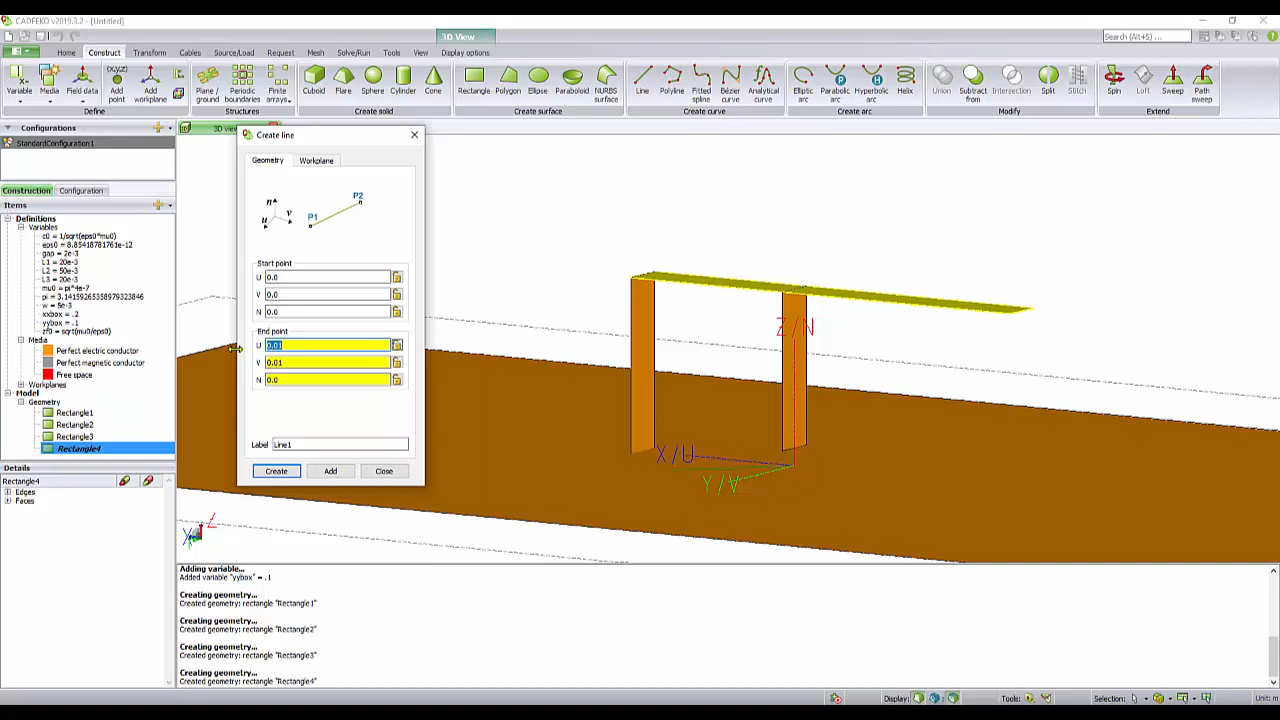 CADFEKO v2019.3.2 - [Untitled]
3D View
Search (Alt+S) ...
Home Construct Transform Cables Source/Load Request Mesh Solve/Run Tools View Display options
Variable Media Field data Add point Add workplane Plane / ground Periodic boundaries Finite arrays Cuboid Flare Sphere Cylinder Cone Rectangle Polygon Ellipse Paraboloid NURBS surface Line Polyline Fitted spline Bézier curve Analytical curve Elliptic arc Parabolic arc Hyperbolic arc Helix Union Subtract from Intersection Split Stitch Spin Loft Sweep Path sweep
Define Structures Create solid Create surface Create curve Create arc Modify Extend
Configurations
StandardConfiguration1
Construction Configuration
Items
Definitions
Variables
c0 = 1/sqrt(eps0*mu0)
eps0 = 8.85418781761e-12
gap = 2e-3
L1 = 20e-3
L2 = 50e-3
L3 = 20e-3
mu0 = pi*4e-7
pi = 3.14159265358979323846
w = 5e-3
xxbox = .2
yybox = .1
zf0 = sqrt(mu0/eps0)
Media
Perfect electric conductor
Perfect magnetic conductor
Free space
Workplanes
Model
Geometry
Rectangle1
Rectangle2
Rectangle3
Rectangle4
Details
Rectangle4
Edges
Faces
3D view
Create line
Geometry Workplane
n
u
v
P1
P2
Start point
U 0.0
V 0.0
N 0.0
End point
U 0.01
V 0.01
N 0.0
Label Line1
Create Add Close
Z/N
X/U
Y/V
Z
X
Adding variable...
Added variable "yybox" = .1
Creating geometry...
Created geometry: rectangle "Rectangle1"
Creating geometry...
Created geometry: rectangle "Rectangle2"
Creating geometry...
Created geometry: rectangle "Rectangle3"
Creating geometry...
Created geometry: rectangle "Rectangle4"
Display: Tools: Selection: Unit: m